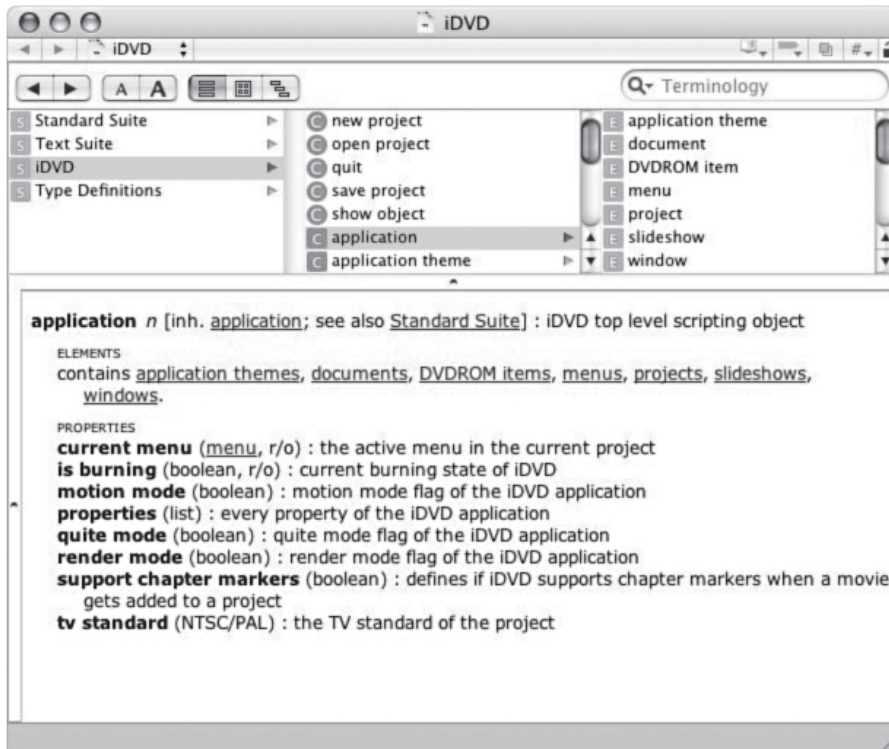 iDVD
iDVD
A A
Terminology
S Standard Suite
S Text Suite
S iDVD
S Type Definitions
C new project
C open project
C quit
C save project
C show object
C application
C application theme
E application theme
E document
E DVDROM item
E menu
E project
E slideshow
E window
application n [inh. application; see also Standard Suite] : iDVD top level scripting object
ELEMENTS
contains application themes, documents, DVDROM items, menus, projects, slideshows,
windows.
PROPERTIES
current menu (menu, r/o) : the active menu in the current project
is burning (boolean, r/o) : current burning state of iDVD
motion mode (boolean) : motion mode flag of the iDVD application
properties (list) : every property of the iDVD application
quite mode (boolean) : quite mode flag of the iDVD application
render mode (boolean) : render mode flag of the iDVD application
support chapter markers (boolean) : defines if iDVD supports chapter markers when a movie
gets added to a project
tv standard (NTSC/PAL) : the TV standard of the project